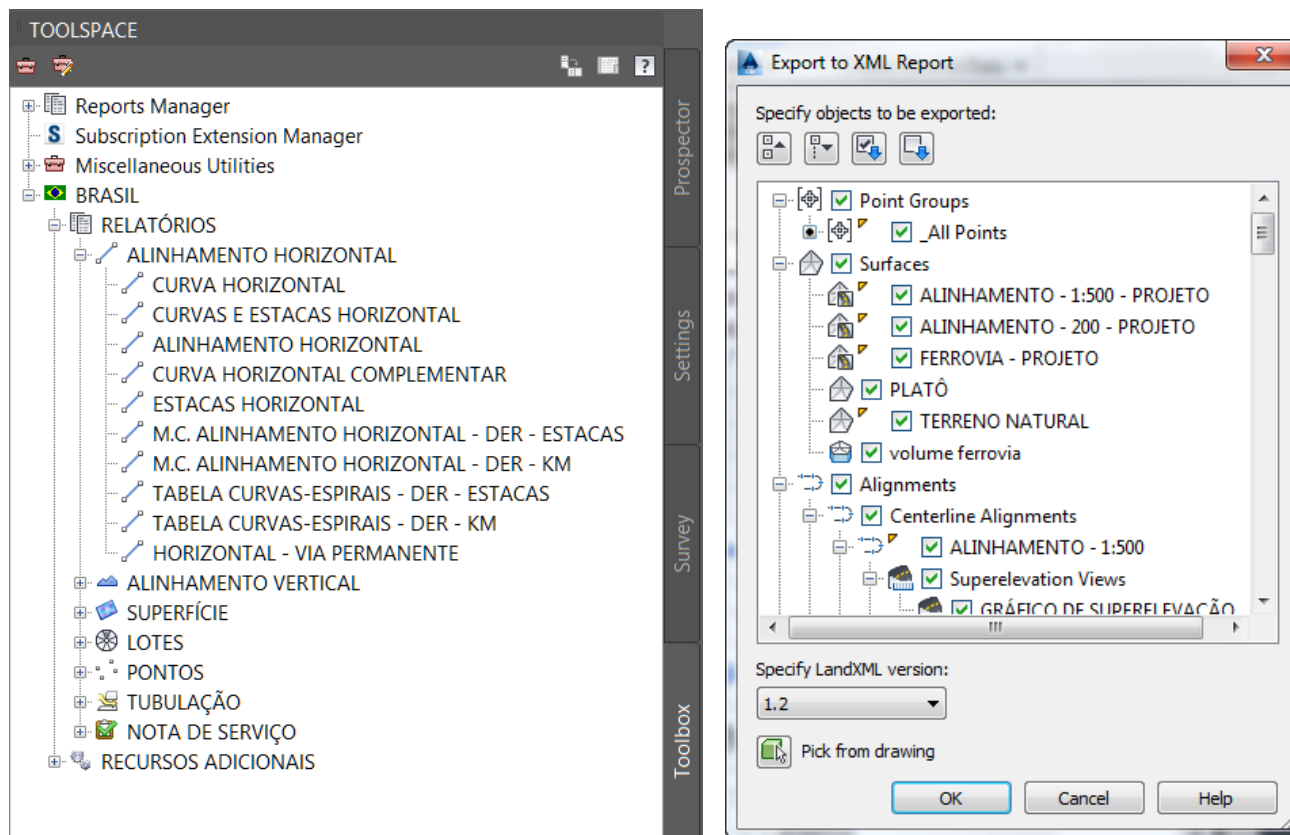 TOOLSPACE
Reports Manager
Subscription Extension Manager
Miscellaneous Utilities
BRASIL
RELATÓRIOS
ALINHAMENTO HORIZONTAL
CURVA HORIZONTAL
CURVAS E ESTACAS HORIZONTAL
ALINHAMENTO HORIZONTAL
CURVA HORIZONTAL COMPLEMENTAR
ESTACAS HORIZONTAL
M.C. ALINHAMENTO HORIZONTAL - DER - ESTACAS
M.C. ALINHAMENTO HORIZONTAL - DER - KM
TABELA CURVAS-ESPIRAIS - DER - ESTACAS
TABELA CURVAS-ESPIRAIS - DER - KM
HORIZONTAL - VIA PERMANENTE
ALINHAMENTO VERTICAL
SUPERFÍCIE
LOTES
PONTOS
TUBULAÇÃO
NOTA DE SERVIÇO
RECURSOS ADICIONAIS
Prospector
Settings
Survey
Toolbox
Export to XML Report
Specify objects to be exported:
Point Groups
_All Points
Surfaces
ALINHAMENTO - 1:500 - PROJETO
ALINHAMENTO - 200 - PROJETO
FERROVIA - PROJETO
PLATÔ
TERRENO NATURAL
volume ferrovia
Alignments
Centerline Alignments
ALINHAMENTO - 1:500
Superelevation Views
GRÁFICO DE SUPERELEVAÇÃO
Specify LandXML version:
1.2
Pick from drawing
OK
Cancel
Help